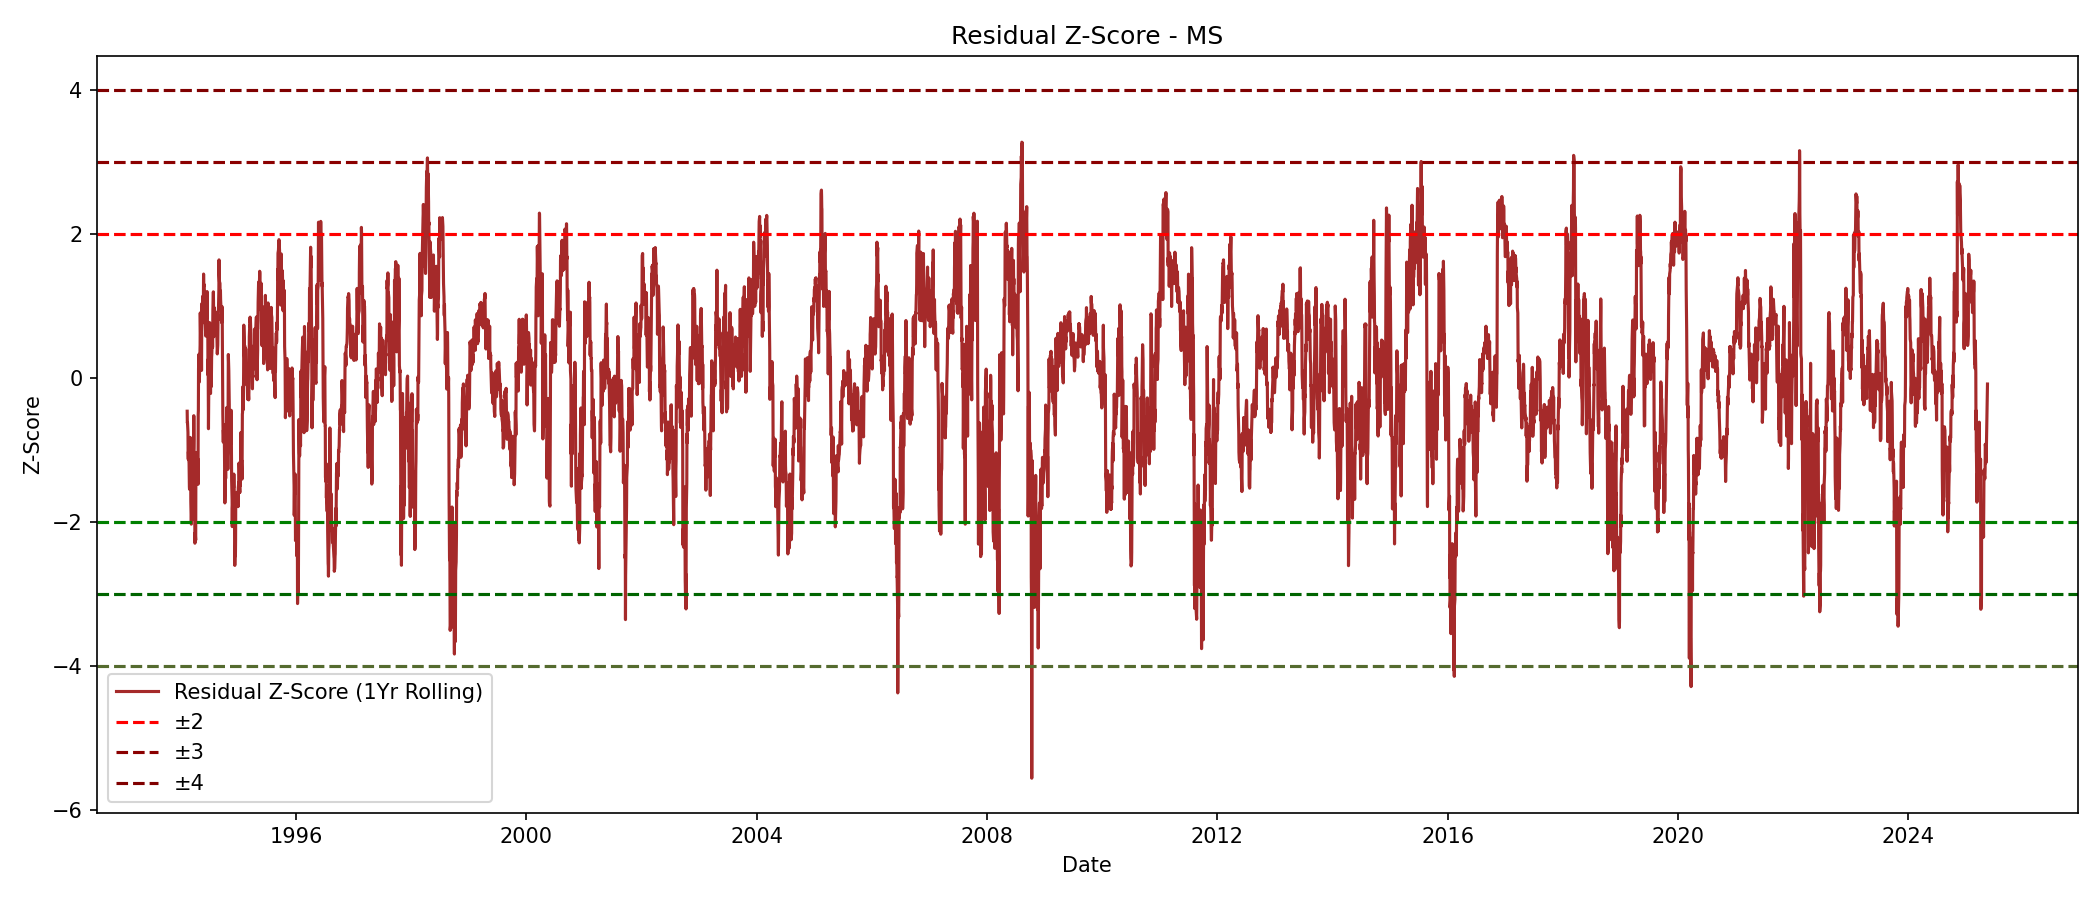 Residual Z-Score - MS
4
2
0
−2
−4
−6
Z-Score
Residual Z-Score (1Yr Rolling)
±2
±3
±4
1996 2000 2004 2008 2012 2016 2020 2024
Date